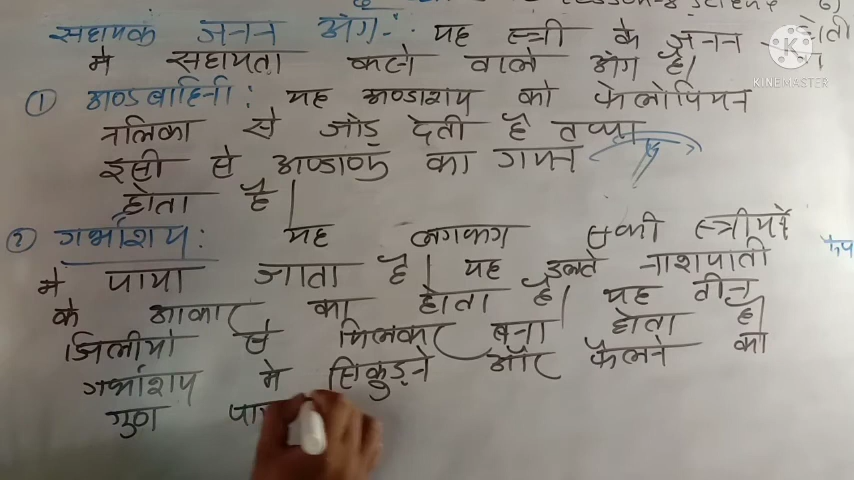 सहायक जनन अंग:- यह स्त्री के जनन
मे सहायता करने वाले अंग है।
① अण्डबाहिनी: यह अण्डाशय को फेलोपियन
नलिका से जोड़ देती है तथा
इसी से अण्डाणु का गमन
होता है।
② गर्भाशय: यह लगभग सभी स्त्रीयों
मे पाया जाता है। यह उल्टे नाशपाती
के आकार का होता है। यह तीन
झिलीयो से मिलकर बना होता है।
गर्भाशय मे सिकुड़ने और फैलने का
गुण
KINEMASTER